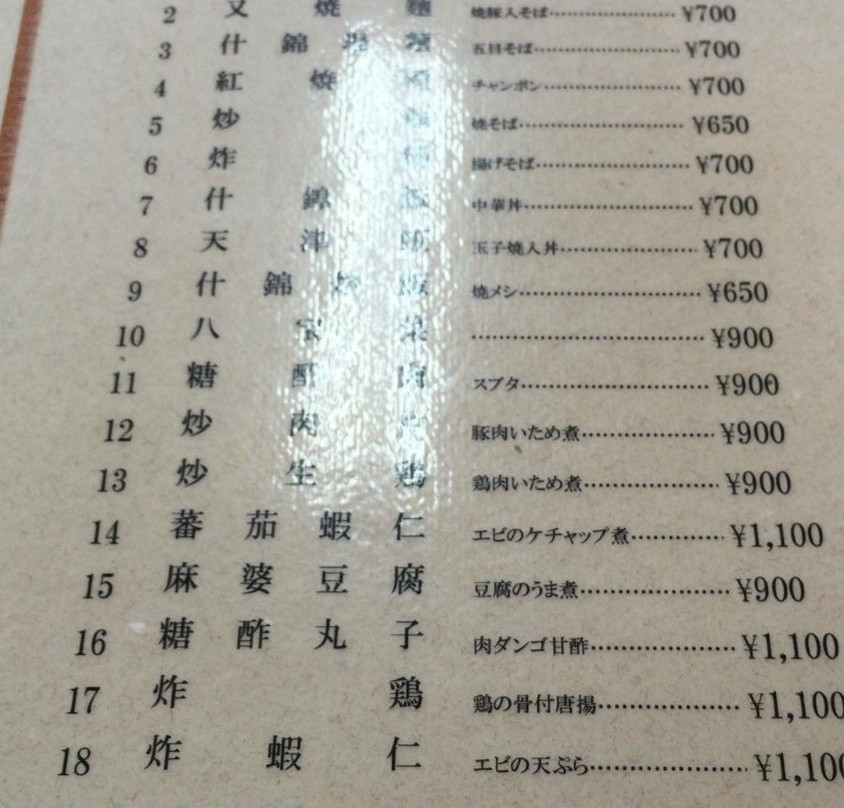 2 叉 燒 麺 焼豚入そば ¥700
3 什 錦 麺 五目そば ¥700
4 紅 燒 チャンポン ¥700
5 炒 焼そば ¥650
6 炸 揚げそば ¥700
7 什 錦 飯 中華丼 ¥700
8 天 津 飯 玉子焼入丼 ¥700
9 什 錦 炒 飯 焼メシ ¥650
10 八 宝 菜 ¥900
11 糖 酢 肉 スブタ ¥900
12 炒 肉 豚肉いため煮 ¥900
13 炒 生 鶏 鶏肉いため煮 ¥900
14 蕃 茄 蝦 仁 エビのケチャップ煮 ¥1,100
15 麻 婆 豆 腐 豆腐のうま煮 ¥900
16 糖 酢 丸 子 肉ダンゴ甘酢 ¥1,100
17 炸 鶏 鶏の骨付唐揚 ¥1,100
18 炸 蝦 仁 エビの天ぷら ¥1,100